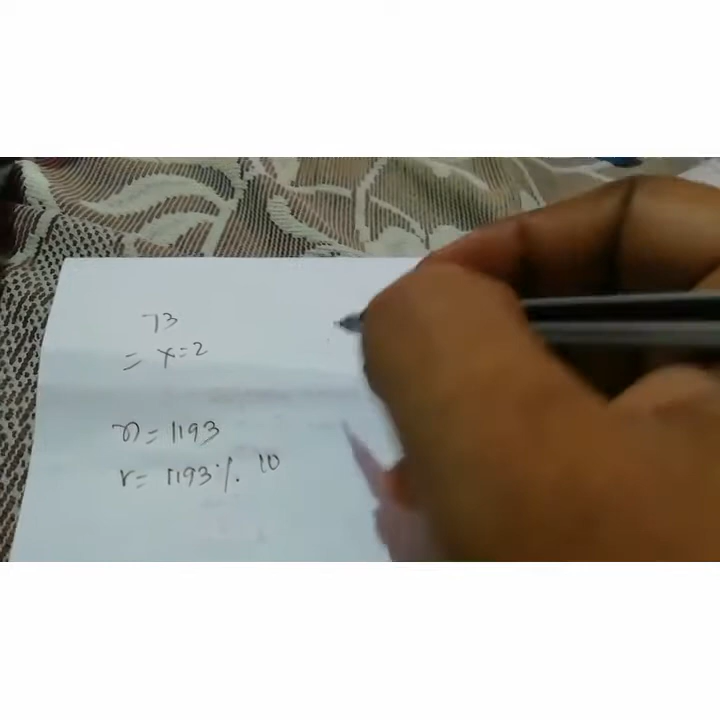 73
= x=2
n=1193
r= 1193% 10